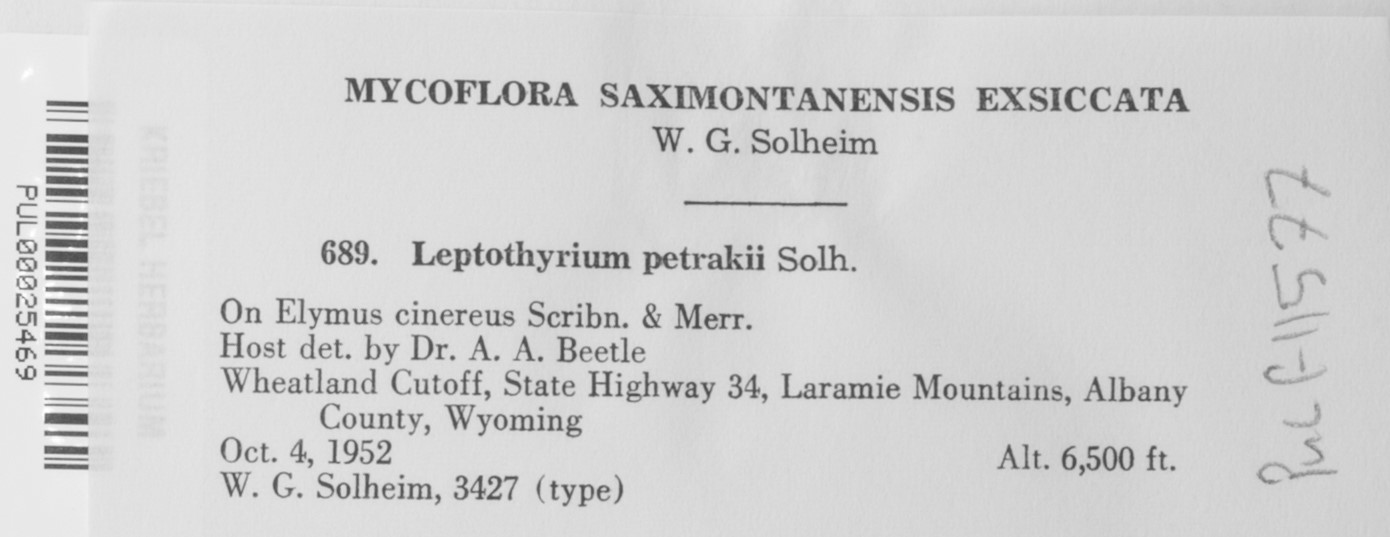 MYCOFLORA SAXIMONTANENSIS EXSICCATA
W. G. Solheim
689. Leptothyrium petrakii Solh.
On Elymus cinereus Scribn. & Merr.
Host det. by Dr. A. A. Beetle
Wheatland Cutoff, State Highway 34, Laramie Mountains, Albany
County, Wyoming
Oct. 4, 1952 Alt. 6,500 ft.
W. G. Solheim, 3427 (type)
PUL00025469
KRIEBEL HERBARIUM